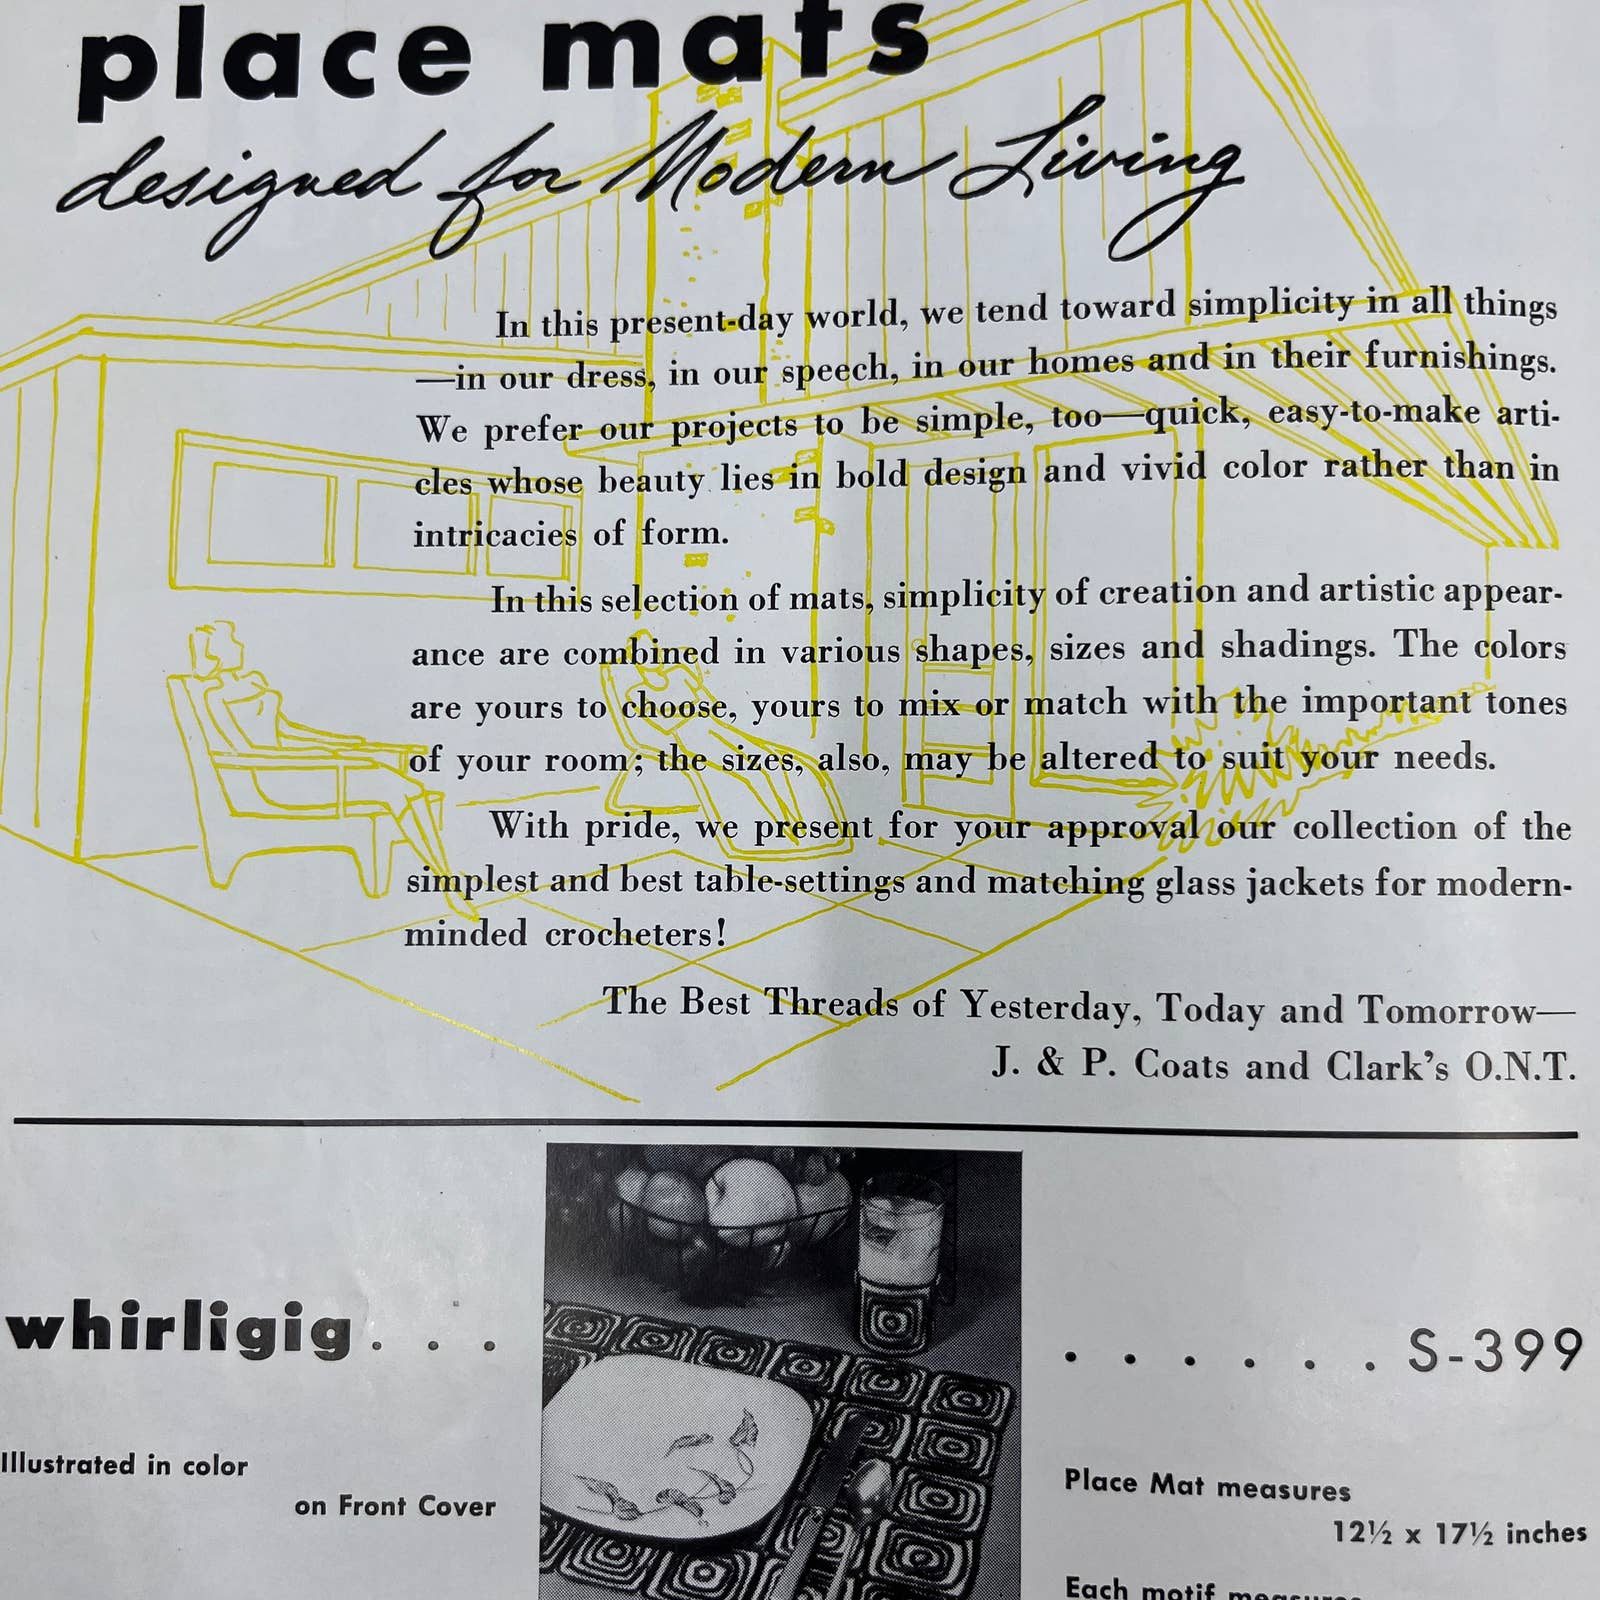 place mats
designed for Modern Living
In this present-day world, we tend toward simplicity in all things
—in our dress, in our speech, in our homes and in their furnishings.
We prefer our projects to be simple, too—quick, easy-to-make arti-
cles whose beauty lies in bold design and vivid color rather than in
intricacies of form.
In this selection of mats, simplicity of creation and artistic appear-
ance are combined in various shapes, sizes and shadings. The colors
are yours to choose, yours to mix or match with the important tones
of your room; the sizes, also, may be altered to suit your needs.
With pride, we present for your approval our collection of the
simplest and best table-settings and matching glass jackets for modern-
minded crocheters!
The Best Threads of Yesterday, Today and Tomorrow—
J. & P. Coats and Clark's O.N.T.
whirligig. . . . . . . . . S-399
Illustrated in color
on Front Cover
Place Mat measures
12½ x 17½ inches
Each motif measures